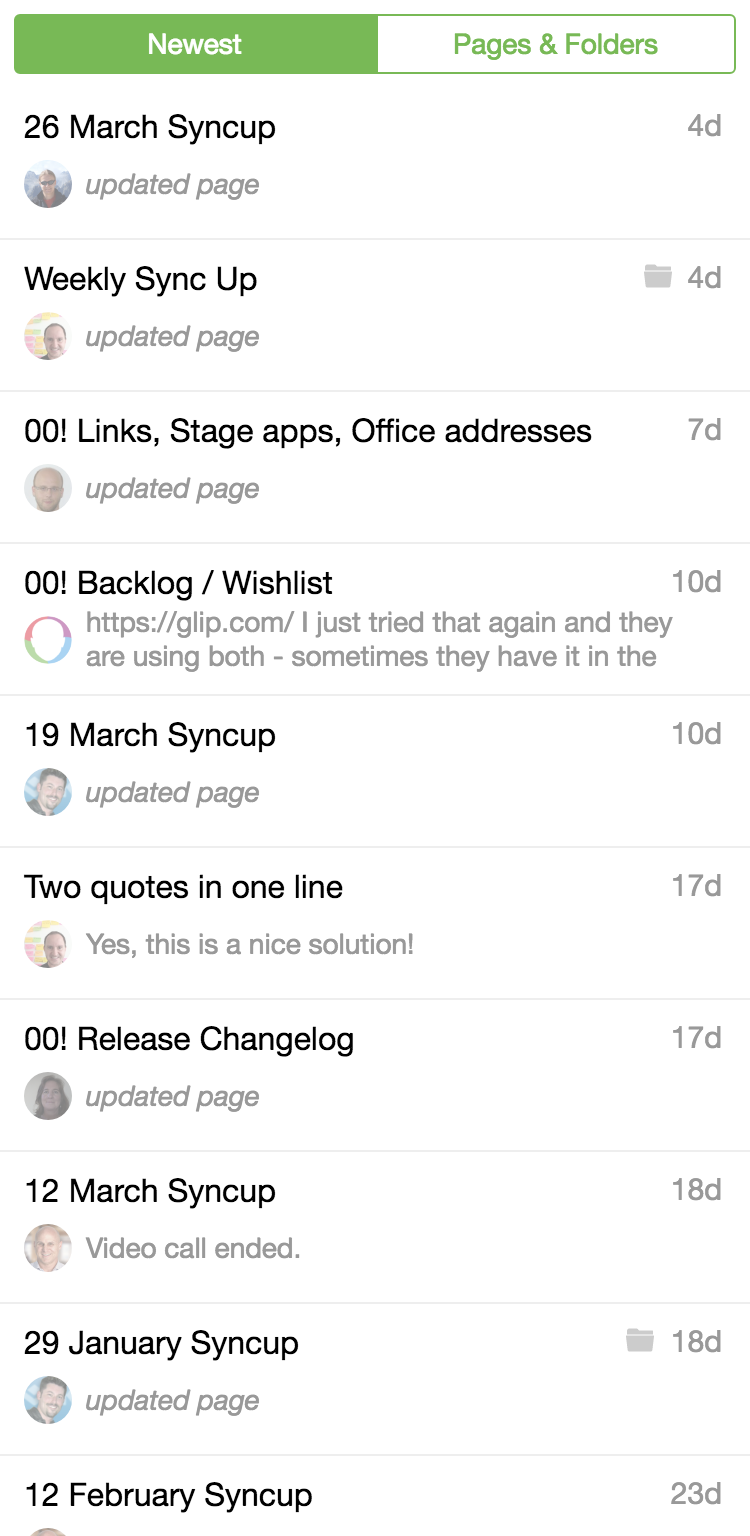 Newest
Pages & Folders
26 March Syncup
4d
updated page
Weekly Sync Up
4d
updated page
00! Links, Stage apps, Office addresses
7d
updated page
00! Backlog / Wishlist
10d
https://glip.com/ I just tried that again and they
are using both - sometimes they have it in the
19 March Syncup
10d
updated page
Two quotes in one line
17d
Yes, this is a nice solution!
00! Release Changelog
17d
updated page
12 March Syncup
18d
Video call ended.
29 January Syncup
18d
updated page
12 February Syncup
23d